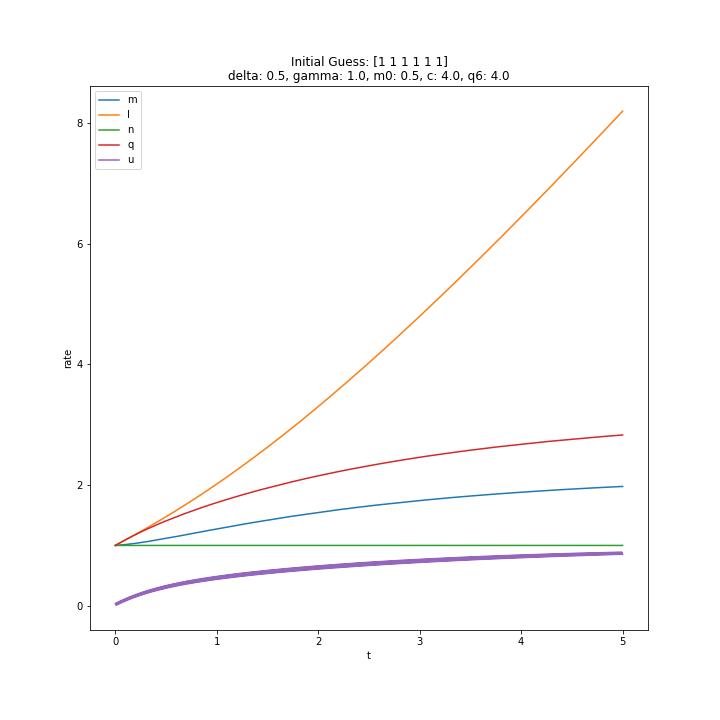 Initial Guess: [1 1 1 1 1 1]
delta: 0.5, gamma: 1.0, m0: 0.5, c: 4.0, q6: 4.0
m
l
n
q
u
8
6
4
2
0
rate
0 1 2 3 4 5
t